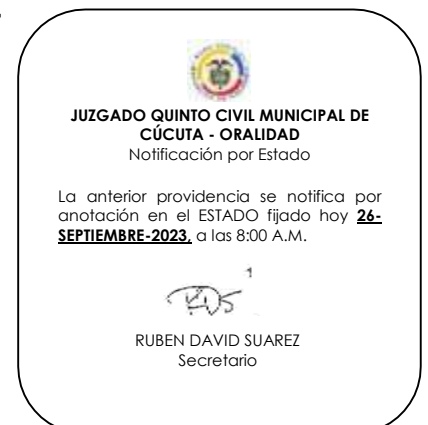 JUZGADO QUINTO CIVIL MUNICIPAL DE
CÚCUTA - ORALIDAD
Notificación por Estado
La anterior providencia se notifica por
anotación en el ESTADO fijado hoy 26-
SEPTIEMBRE-2023, a las 8:00 A.M.
RUBEN DAVID SUAREZ
Secretario